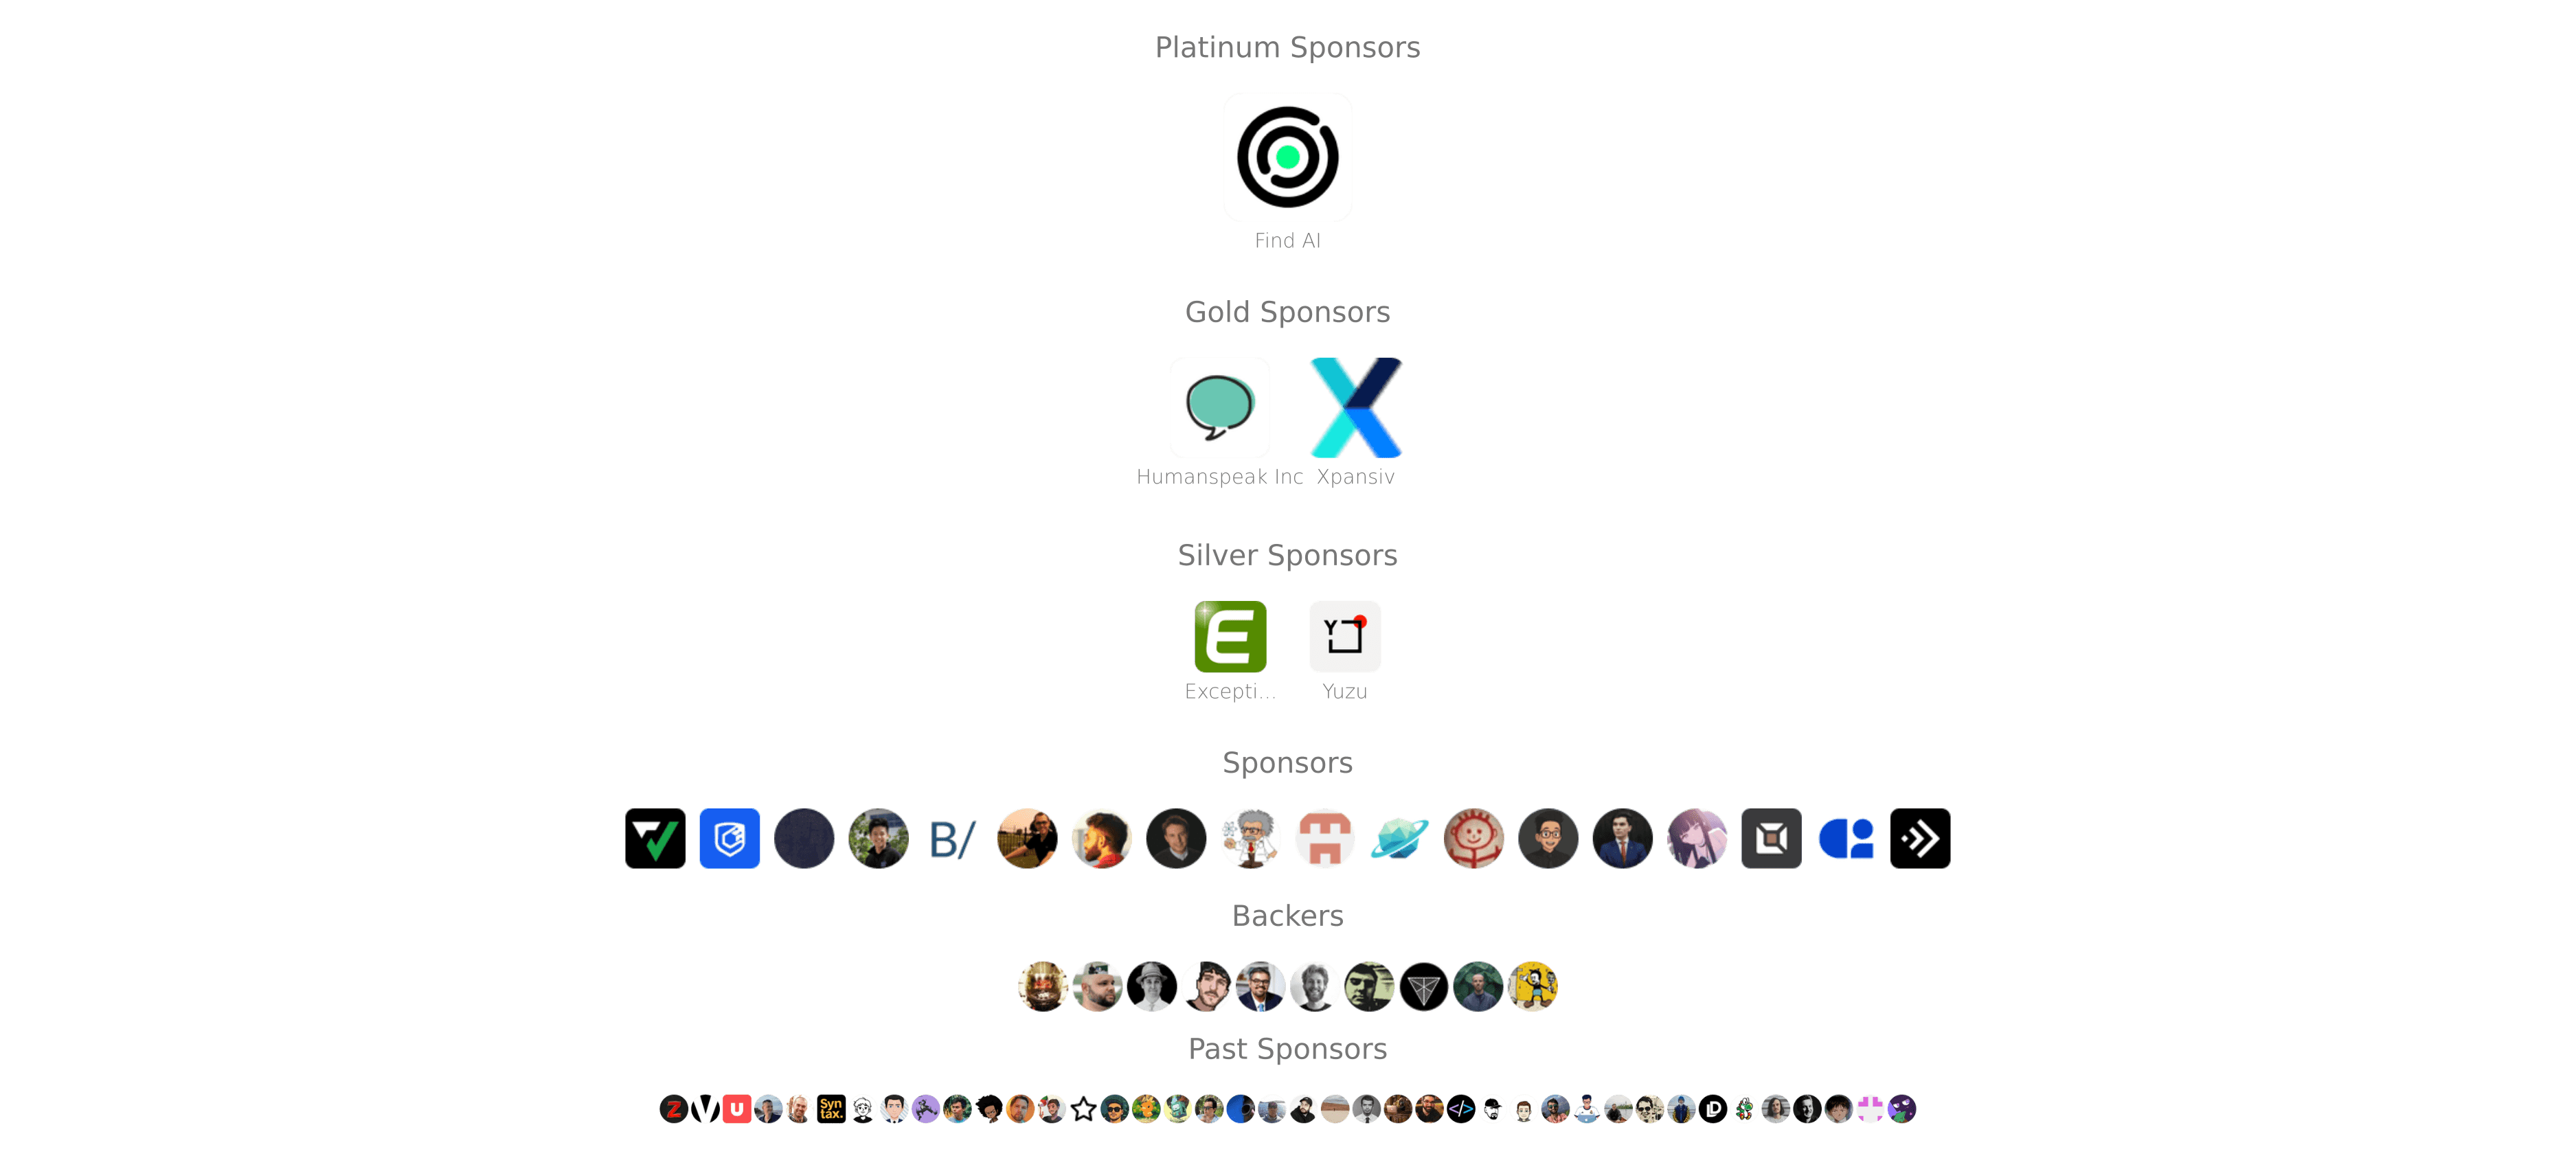 Platinum Sponsors
Find AI
Gold Sponsors
Humanspeak Inc Xpansiv
Silver Sponsors
E Y
Excepti... Yuzu
Sponsors
B/
Backers
Past Sponsors
Z V U Syn
tax. </> D